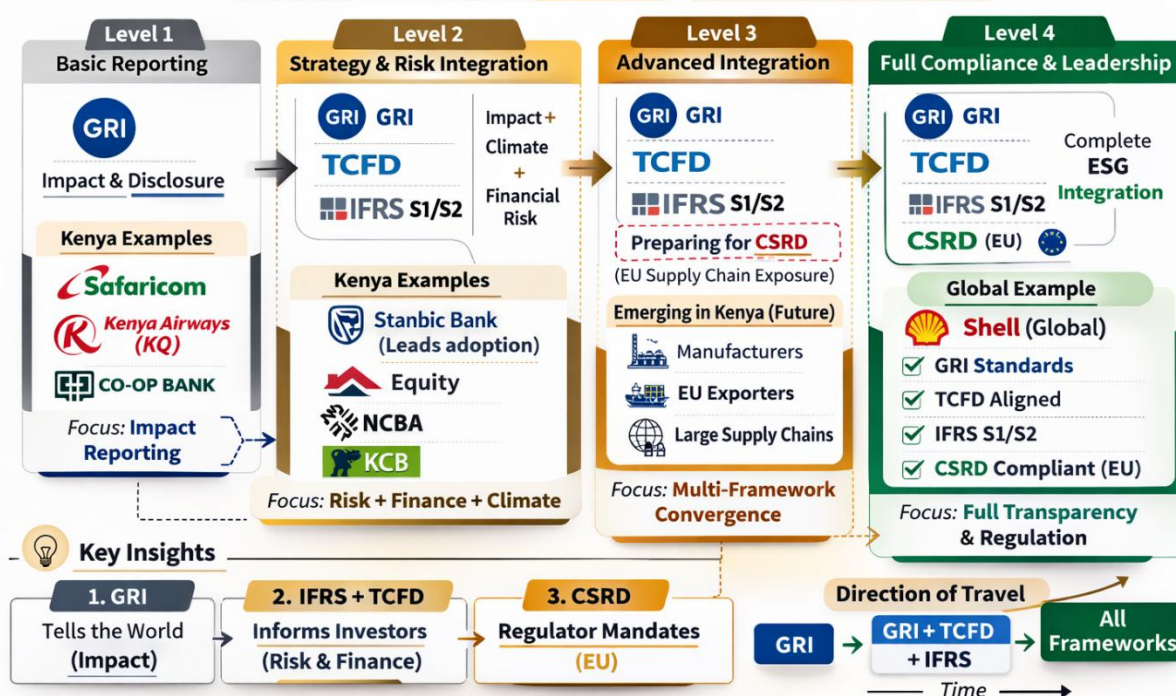 Level 1
Basic Reporting
GRI
Impact & Disclosure
Kenya Examples
Safaricom
Kenya Airways
(KQ)
CO-OP BANK
Focus: Impact
Reporting
Level 2
Strategy & Risk Integration
GRI GRI
TCFD
IFRS S1/S2
Impact +
Climate
+
Financial
Risk
Kenya Examples
Stanbic Bank
(Leads adoption)
Equity
NCBA
KCB
Focus: Risk + Finance + Climate
Level 3
Advanced Integration
GRI GRI
TCFD
IFRS S1/S2
Preparing for CSRD
(EU Supply Chain Exposure)
Emerging in Kenya (Future)
Manufacturers
EU Exporters
Large Supply Chains
Focus: Multi-Framework
Convergence
Level 4
Full Compliance & Leadership
GRI GRI
TCFD
IFRS S1/S2
CSRD (EU)
Complete
ESG
Integration
Global Example
Shell (Global)
GRI Standards
TCFD Aligned
IFRS S1/S2
CSRD Compliant (EU)
Focus: Full Transparency
& Regulation
Key Insights
1. GRI
Tells the World
(Impact)
2. IFRS + TCFD
Informs Investors
(Risk & Finance)
3. CSRD
Regulator Mandates
(EU)
Direction of Travel
GRI
GRI + TCFD
+ IFRS
All
Frameworks
Time